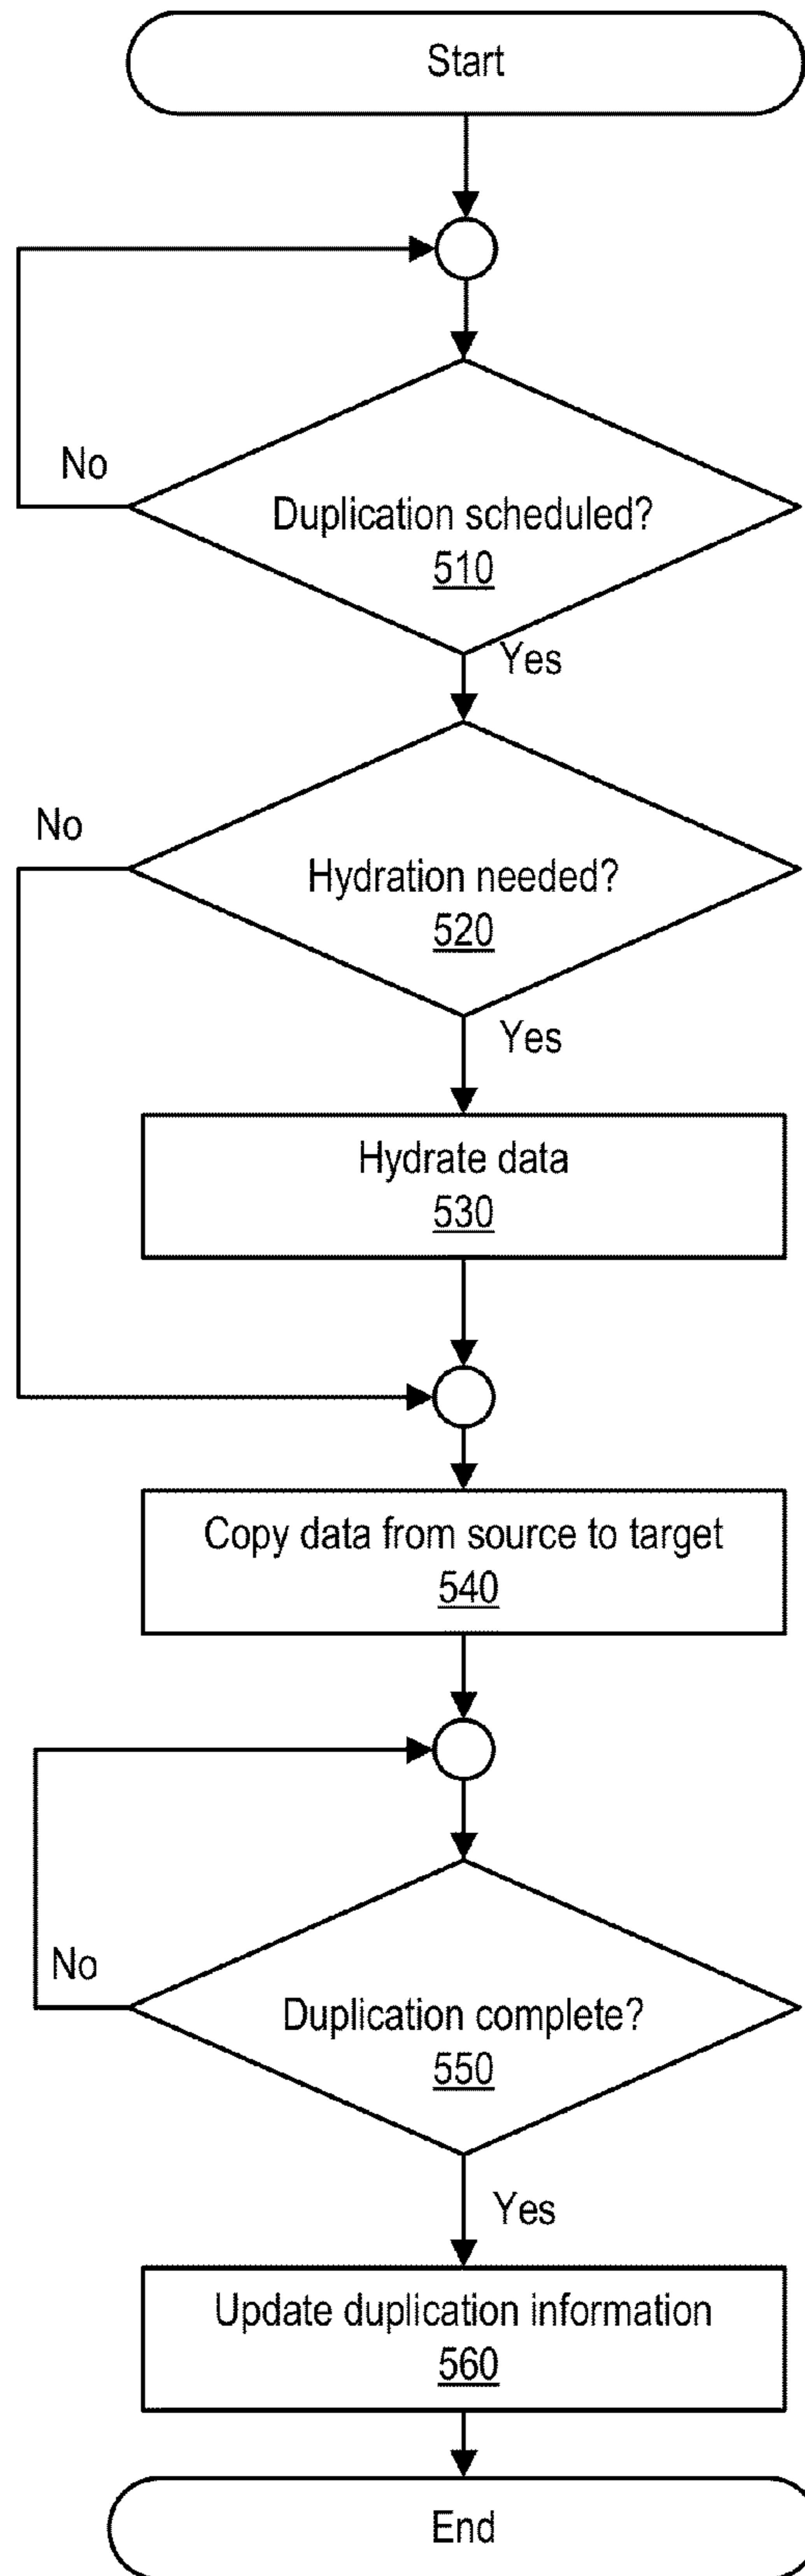 Start
No
Duplication scheduled?
510
Yes
No
Hydration needed?
520
Yes
Hydrate data
530
Copy data from source to target
540
No
Duplication complete?
550
Yes
Update duplication information
560
End